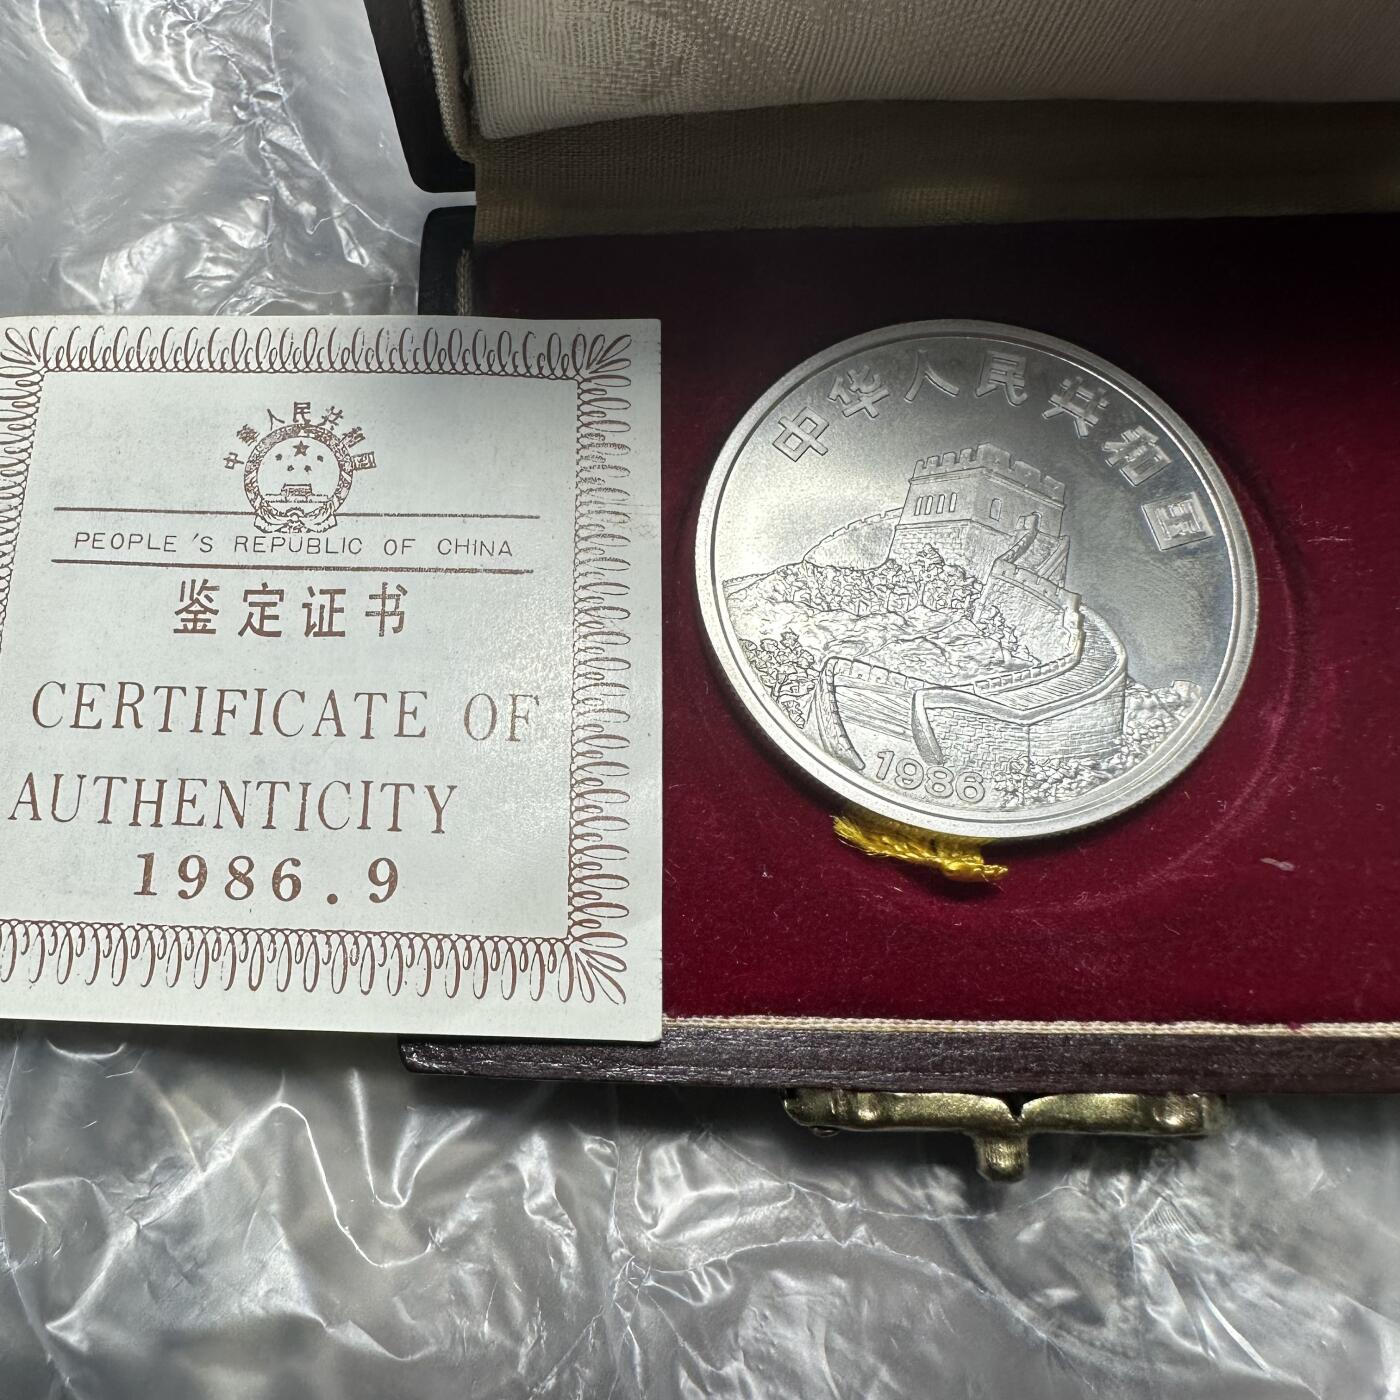 中華人民共和国
PEOPLE'S REPUBLIC OF CHINA
鉴定证书
CERTIFICATE OF
AUTHENTICITY
1986.9
中华人民共和国
1986